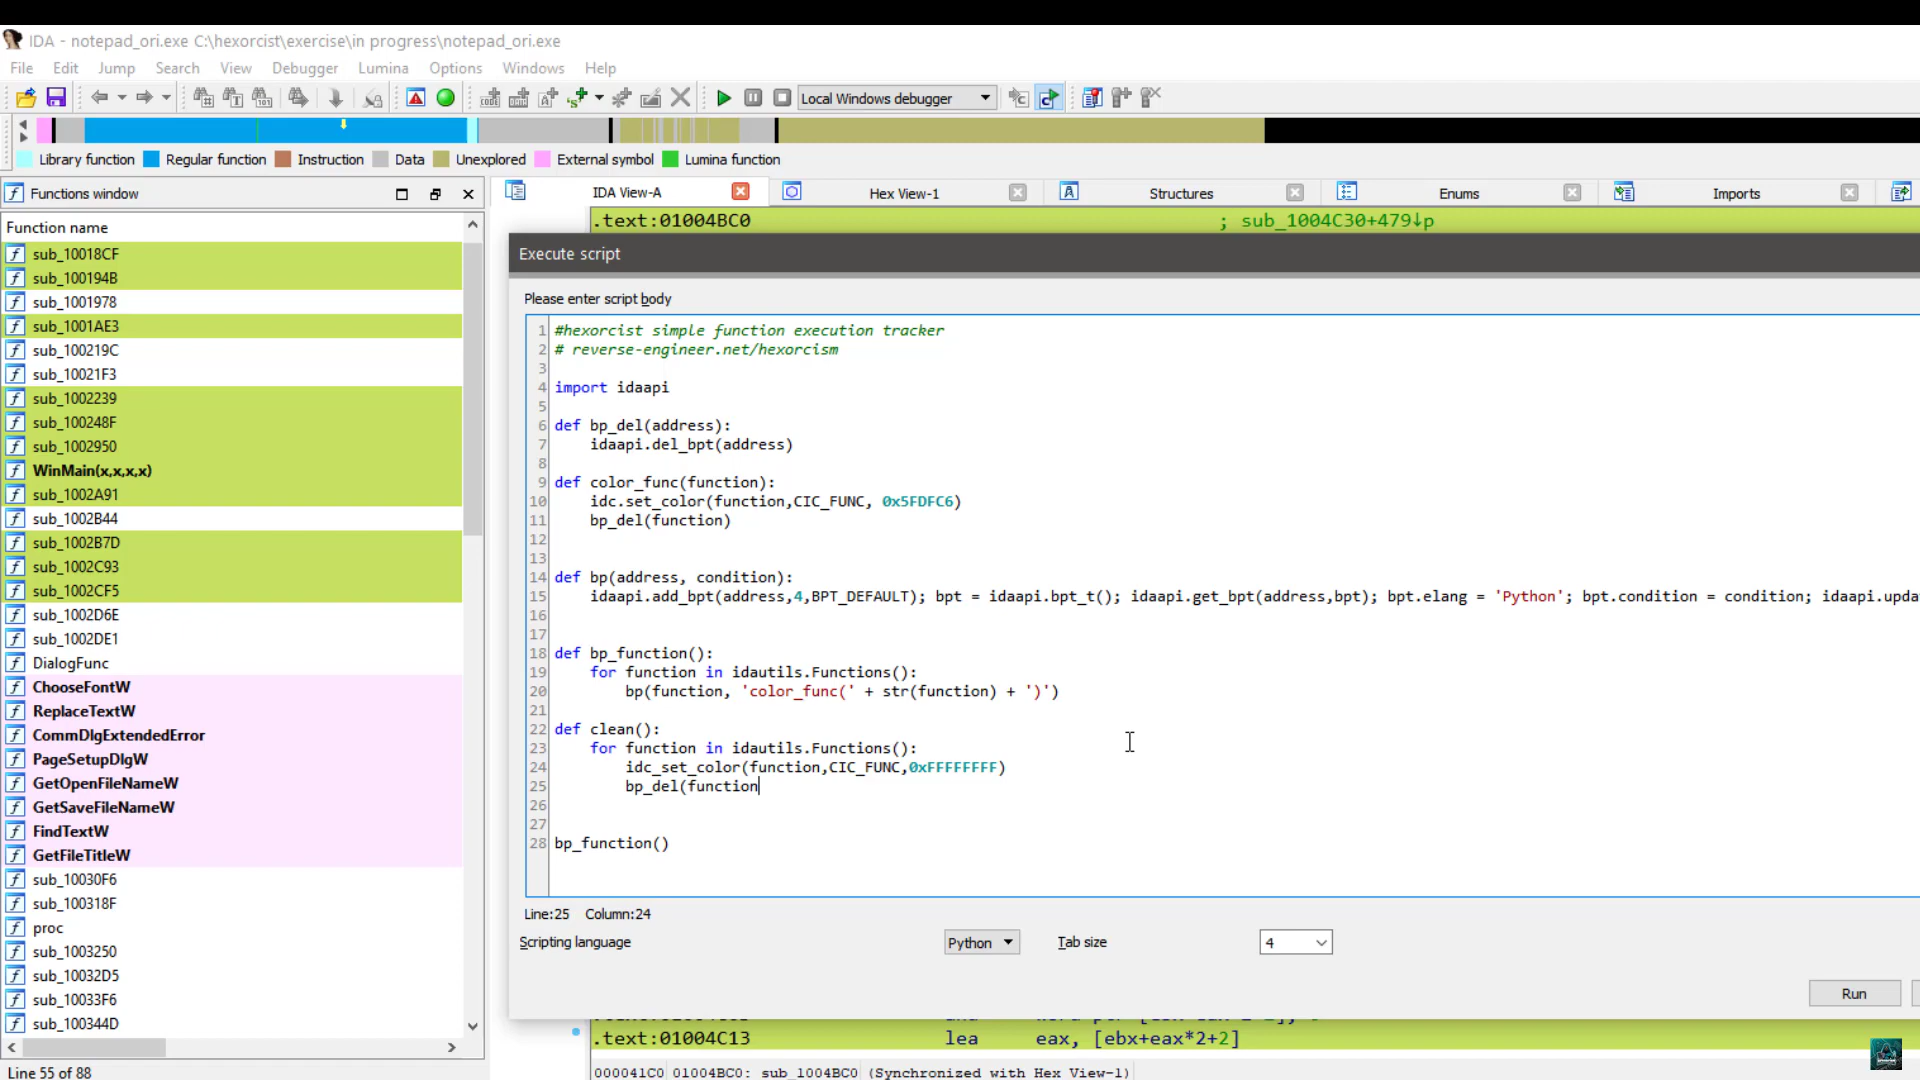 IDA - notepad_ori.exe C:\hexorcist\exercise\in progress\notepad_ori.exe
File Edit Jump Search View Debugger Lumina Options Windows Help
Local Windows debugger
Library function Regular function Instruction Data Unexplored External symbol Lumina function
Functions window
IDA View-A
Hex View-1
Structures
Enums
Imports
Function name
sub_10018CF
sub_100194B
sub_1001978
sub_1001AE3
sub_100219C
sub_10021F3
sub_1002239
sub_100248F
sub_1002950
WinMain(x,x,x,x)
sub_1002A91
sub_1002B44
sub_1002B7D
sub_1002C93
sub_1002CF5
sub_1002D6E
sub_1002DE1
DialogFunc
ChooseFontW
ReplaceTextW
CommDlgExtendedError
PageSetupDlgW
GetOpenFileNameW
GetSaveFileNameW
FindTextW
GetFileTitleW
sub_10030F6
sub_100318F
proc
sub_1003250
sub_10032D5
sub_10033F6
sub_100344D
Line 55 of 88
.text:01004BC0 ; sub_1004C30+479↓p
Execute script
Please enter script body
1 #hexorcist simple function execution tracker
2 # reverse-engineer.net/hexorcism
3
4 import idaapi
5
6 def bp_del(address):
7 idaapi.del_bpt(address)
8
9 def color_func(function):
10 idc.set_color(function,CIC_FUNC, 0x5FDFC6)
11 bp_del(function)
12
13
14 def bp(address, condition):
15 idaapi.add_bpt(address,4,BPT_DEFAULT); bpt = idaapi.bpt_t(); idaapi.get_bpt(address,bpt); bpt.elang = 'Python'; bpt.condition = condition; idaapi.upda
16
17
18 def bp_function():
19 for function in idautils.Functions():
20 bp(function, 'color_func(' + str(function) + ')')
21
22 def clean():
23 for function in idautils.Functions():
24 idc_set_color(function,CIC_FUNC,0xFFFFFFFF)
25 bp_del(function
26
27
28 bp_function()
Line:25 Column:24
Scripting language Python Tab size 4
Run
.text:01004C13 lea eax, [ebx+eax*2+2]
000041C0 01004BC0: sub_1004BC0 (Synchronized with Hex View-1)